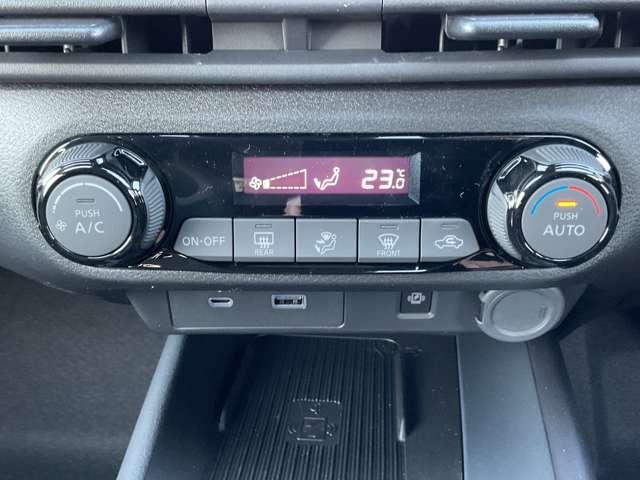 23.0 °C
PUSH
A/C
ON·OFF
REAR
FRONT
PUSH
AUTO